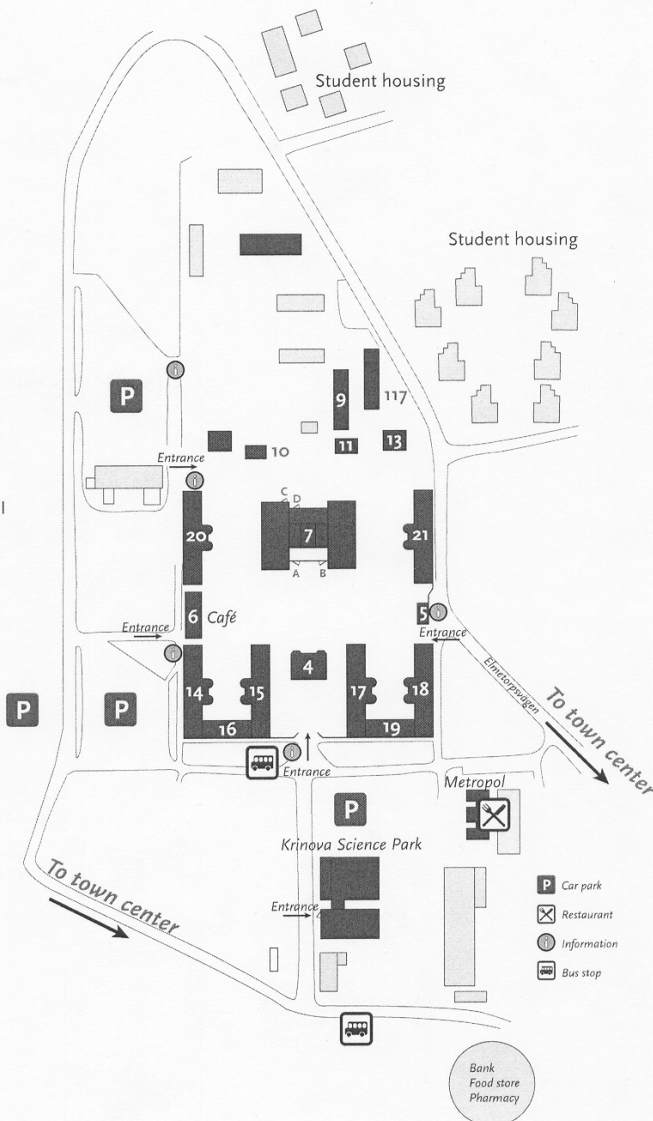 Student housing
Student housing
P
i
9
117
10
11
13
Entrance
i
C
D
20
7
21
A
B
6
Café
5
i
Entrance
Entrance
i
4
14
15
17
18
Elmetorpsvägen
To town center
P
P
16
19
i
Entrance
Metropol
P
Krinova Science Park
To town center
Entrance
P Car park
Restaurant
i Information
Bus stop
Bank
Food store
Pharmacy
l